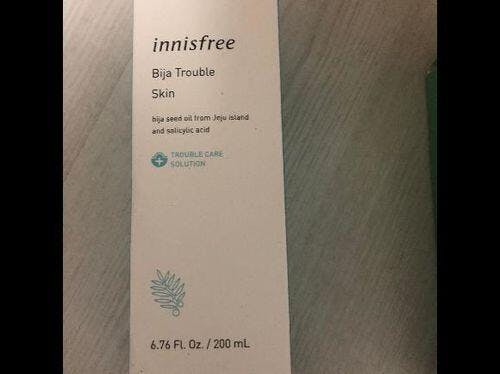 innisfree
Bija Trouble
Skin
bija seed oil from Jeju island
and salicylic acid
TROUBLE CARE
SOLUTION
6.76 Fl. Oz. / 200 mL